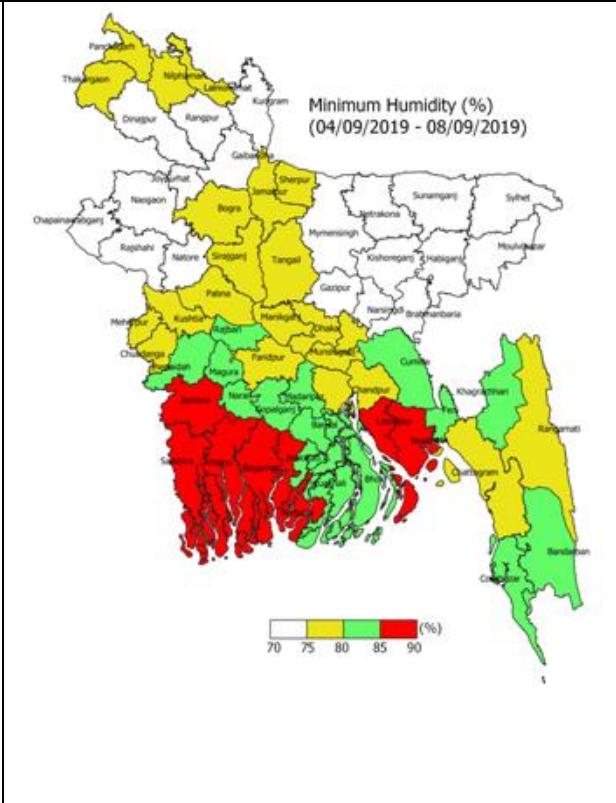 Minimum Humidity (%)
(04/09/2019 - 08/09/2019)
Panchagarh
Thakurgaon
Nilphamari
Lalmonirhat
Kurigram
Dinajpur
Rangpur
Gaibandha
Joypurhat
Sherpur
Jamalpur
Naogaon
Bogra
Netrakona
Sunamganj
Sylhet
Chapainawabganj
Mymensingh
Moulvibazar
Rajshahi
Natore
Sirajganj
Tangail
Kishoreganj
Habiganj
Gazipur
Pabna
Narsingdi
Brahmanbaria
Meherpur
Kushtia
Manikganj
Rajbari
Dhaka
Chuadanga
Faridpur
Munshiganj
Cumilla
Magura
Chandpur
Khagrachhari
Jashore
Narail
Madaripur
Gopalganj
Feni
Rangamati
Barisal
Lakshmipur
Satkhira
Khulna
Bagerhat
Bhola
Chattogram
Bandarban
70
75
80
85
90
(%)